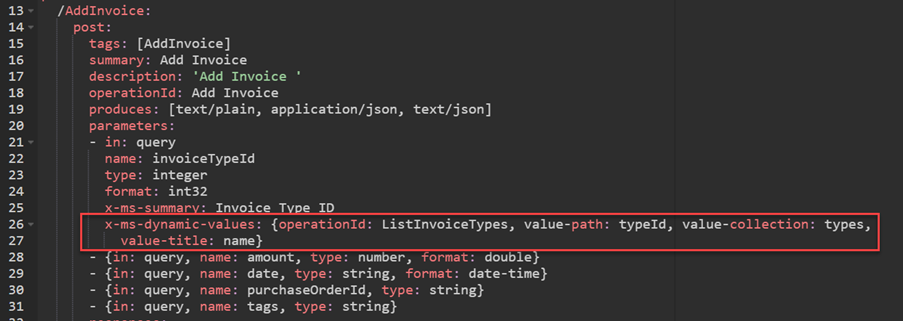 13 /AddInvoice:
14 post:
15 tags: [AddInvoice]
16 summary: Add Invoice
17 description: 'Add Invoice '
18 operationId: Add Invoice
19 produces: [text/plain, application/json, text/json]
20 parameters:
21 - in: query
22 name: invoiceTypeId
23 type: integer
24 format: int32
25 x-ms-summary: Invoice Type ID
26 x-ms-dynamic-values: {operationId: ListInvoiceTypes, value-path: typeId, value-collection: types,
27 value-title: name}
28 - {in: query, name: amount, type: number, format: double}
29 - {in: query, name: date, type: string, format: date-time}
30 - {in: query, name: purchaseOrderId, type: string}
31 - {in: query, name: tags, type: string}